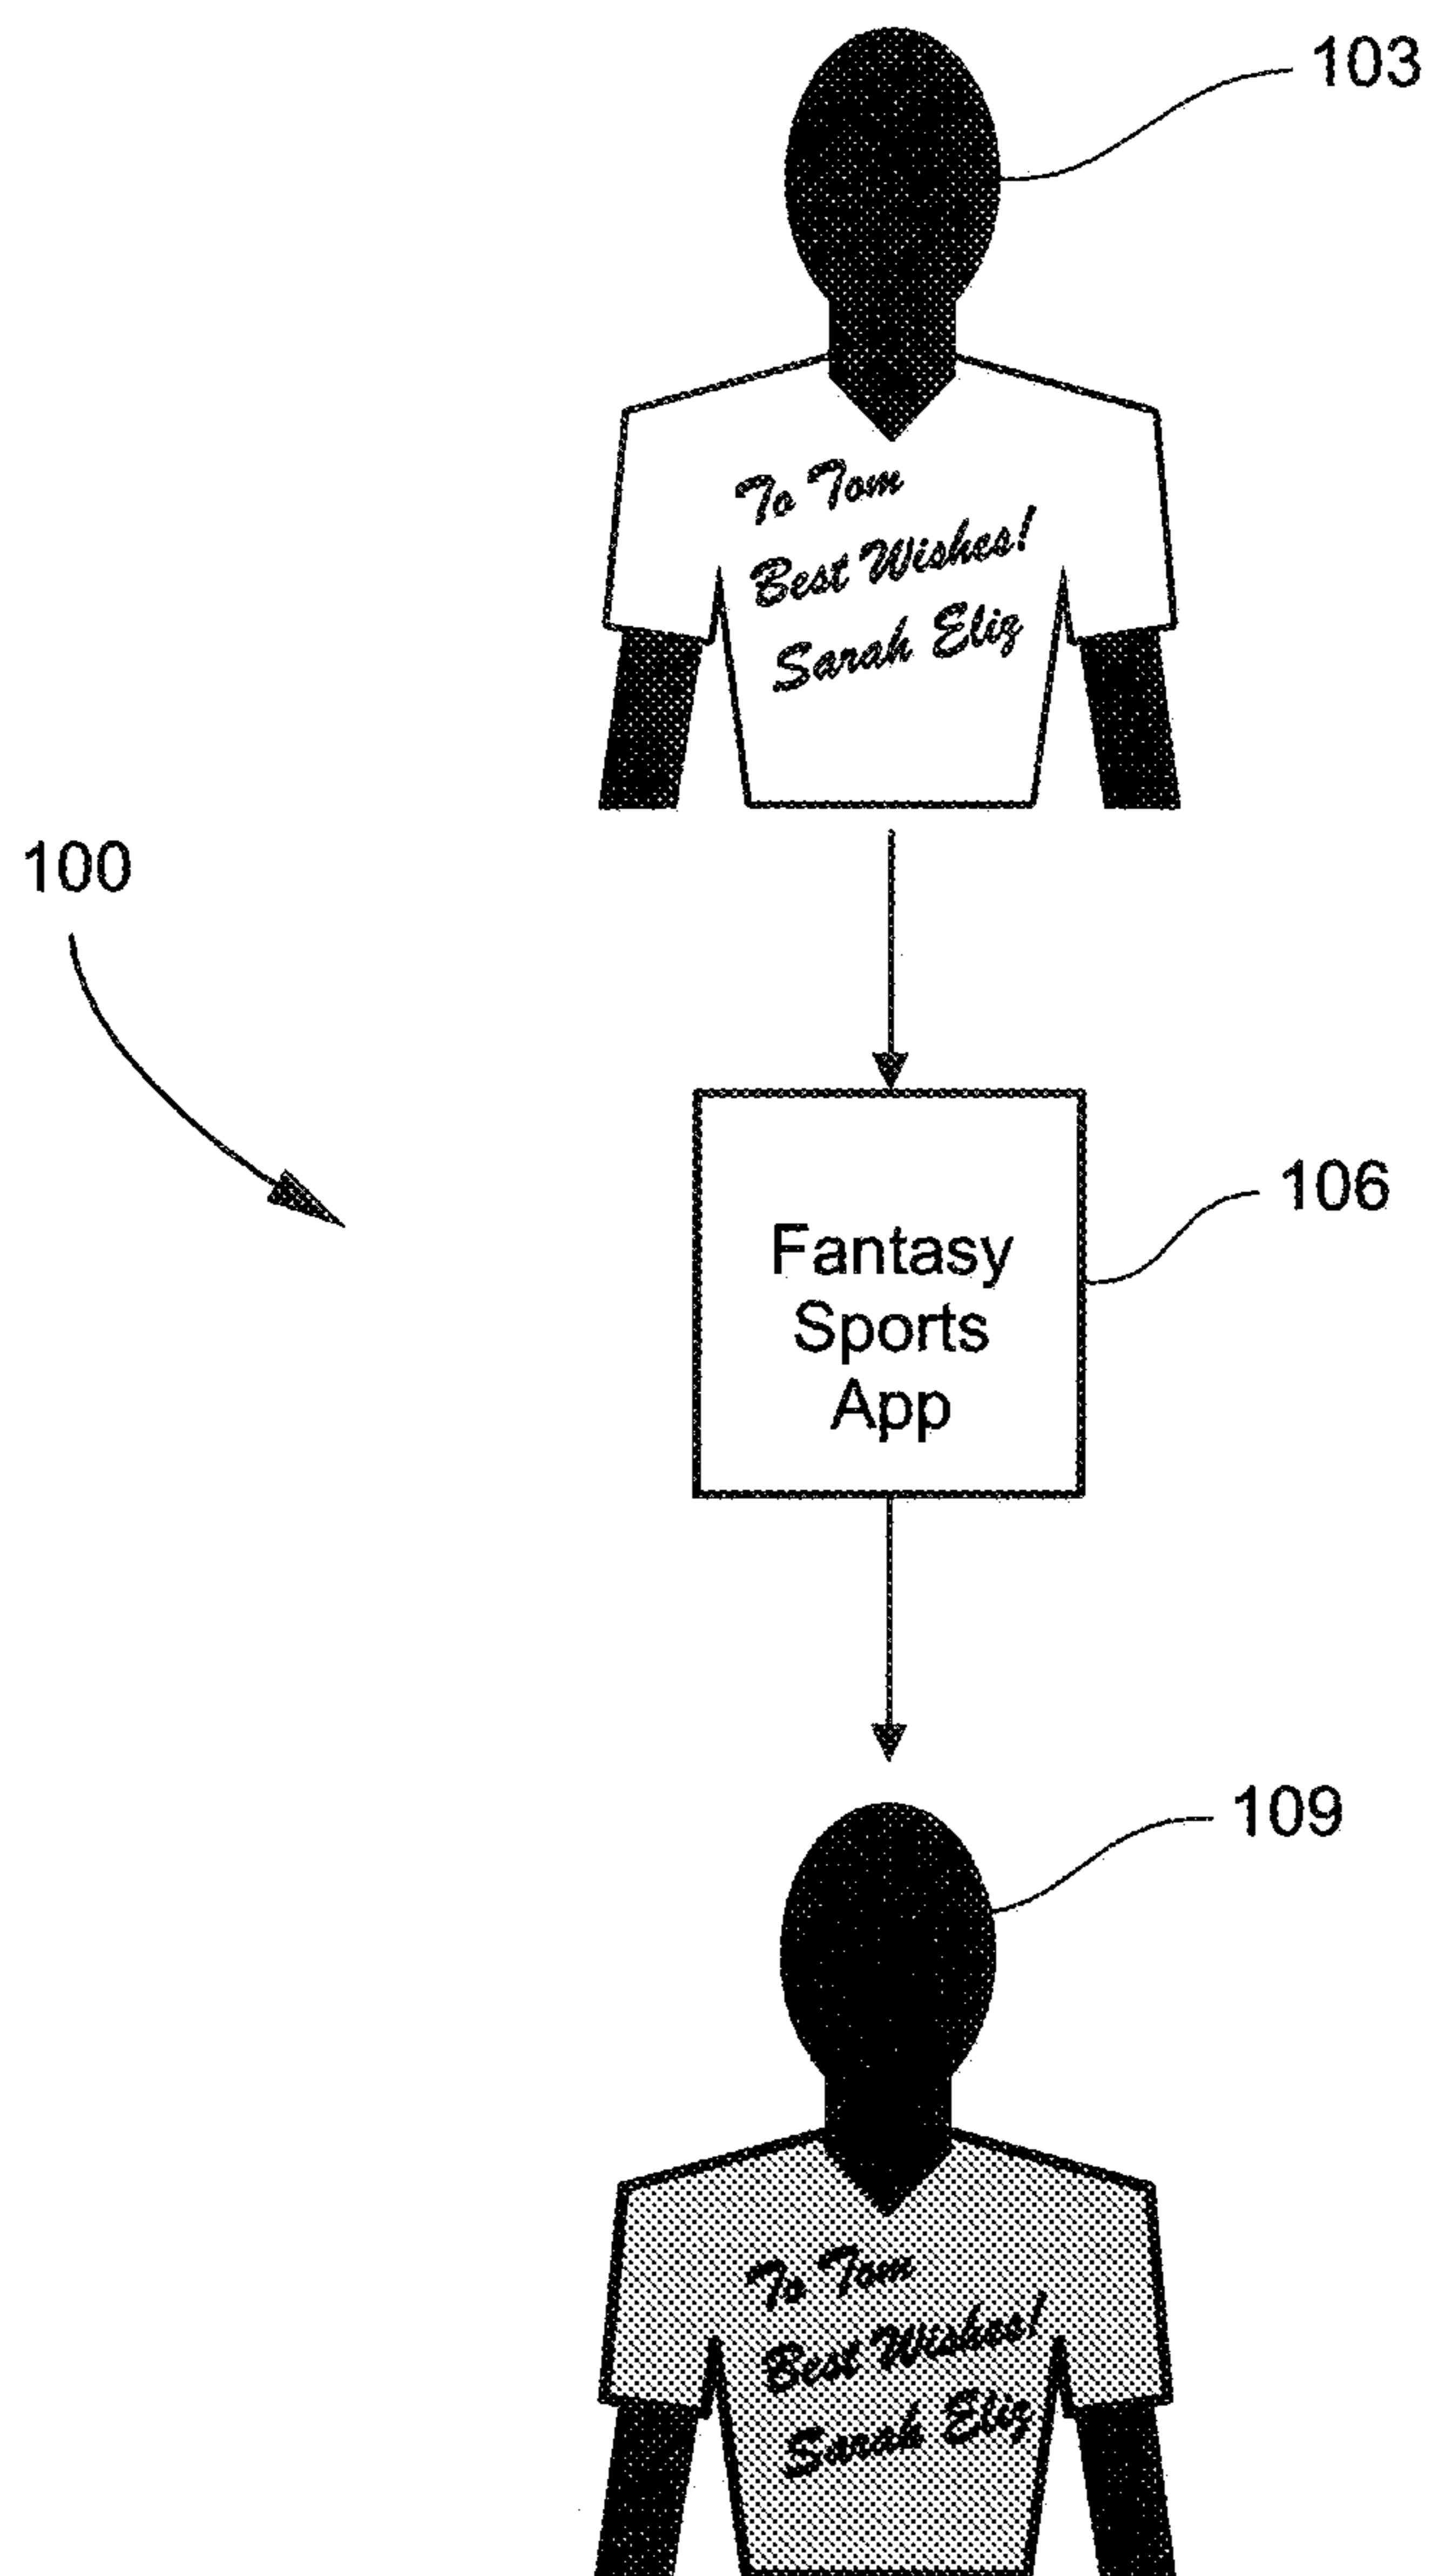 103
To Tom
Best Wishes!
Sarah Eliz
100
106
Fantasy
Sports
App
109
To Tom
Best Wishes!
Sarah Eliz